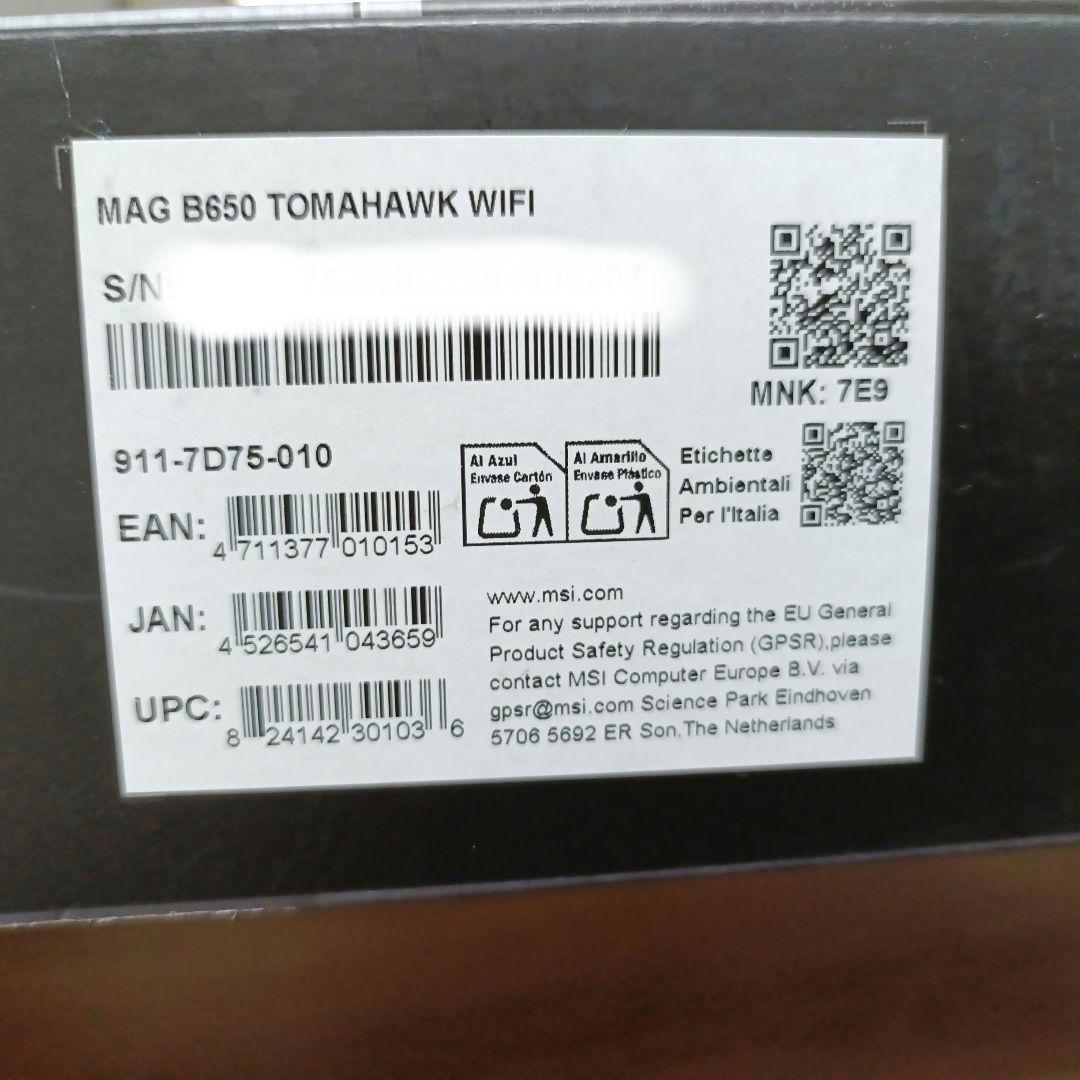 MAG B650 TOMAHAWK WIFI
S/N:
MNK: 7E9
911-7D75-010
EAN:
4 711377 010153
JAN:
4 526541 043659
UPC:
8 24142 30103 6
Al Azul
Envase Cartón
Al Amarillo
Envase Plástico
Etichette
Ambientali
Per l'Italia
www.msi.com
For any support regarding the EU General
Product Safety Regulation (GPSR),please
contact MSI Computer Europe B.V. via
gpsr@msi.com Science Park Eindhoven
5706 5692 ER Son,The Netherlands